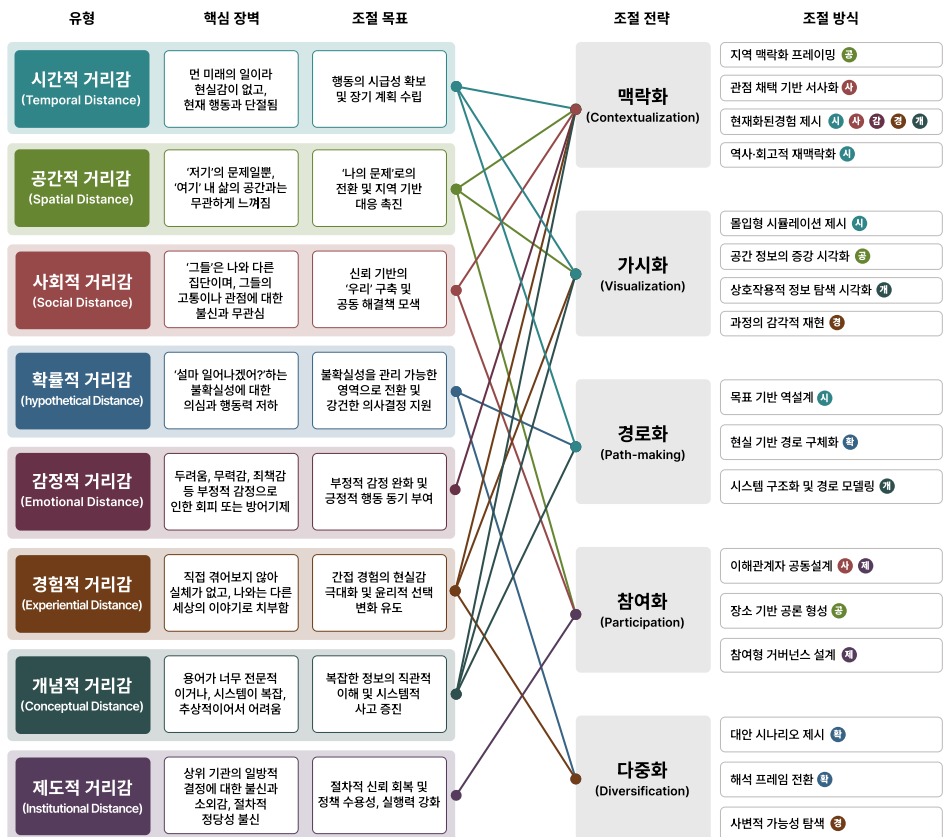 유형
핵심 장벽
조절 목표
조절 전략
조절 방식
시간적 거리감
(Temporal Distance)
먼 미래의 일이라
현실감이 없고,
현재 행동과 단절됨
행동의 시급성 확보
및 장기 계획 수립
공간적 거리감
(Spatial Distance)
‘저기’의 문제일뿐,
‘여기’ 내 삶의 공간과는
무관하게 느껴짐
‘나의 문제’로의
전환 및 지역 기반
대응 촉진
사회적 거리감
(Social Distance)
‘그들’은 나와 다른
집단이며, 그들의
고통이나 관점에 대한
불신과 무관심
신뢰 기반의
‘우리’ 구축 및
공동 해결책 모색
확률적 거리감
(hypothetical Distance)
‘설마 일어나겠어?’하는
불확실성에 대한
의심과 행동력 저하
불확실성을 관리 가능한
영역으로 전환 및
강건한 의사결정 지원
감정적 거리감
(Emotional Distance)
두려움, 무력감, 죄책감
등 부정적 감정으로
인한 회피 또는 방어기제
부정적 감정 완화 및
긍정적 행동 동기 부여
경험적 거리감
(Experiential Distance)
직접 겪어보지 않아
실체가 없고, 나와는 다른
세상의 이야기로 치부함
간접 경험의 현실감
극대화 및 윤리적 선택
변화 유도
개념적 거리감
(Conceptual Distance)
용어가 너무 전문적
이거나, 시스템이 복잡,
추상적이어서 어려움
복잡한 정보의 직관적
이해 및 시스템적
사고 증진
제도적 거리감
(Institutional Distance)
상위 기관의 일방적
결정에 대한 불신과
소외감, 절차적
정당성 불신
절차적 신뢰 회복 및
정책 수용성, 실행력 강화
맥락화
(Contextualization)
지역 맥락화 프레이밍 공
관점 채택 기반 서사화 사
현재화된경험 제시 시 사 감 경 개
역사·회고적 재맥락화 시
가시화
(Visualization)
몰입형 시뮬레이션 제시 시
공간 정보의 증강 시각화 공
상호작용적 정보 탐색 시각화 개
과정의 감각적 재현 경
경로화
(Path-making)
목표 기반 역설계 시
현실 기반 경로 구체화 확
시스템 구조화 및 경로 모델링 개
참여화
(Participation)
이해관계자 공동설계 사 제
장소 기반 공론 형성 공
참여형 거버넌스 설계 제
다중화
(Diversification)
대안 시나리오 제시 확
해석 프레임 전환 확
사변적 가능성 탐색 경